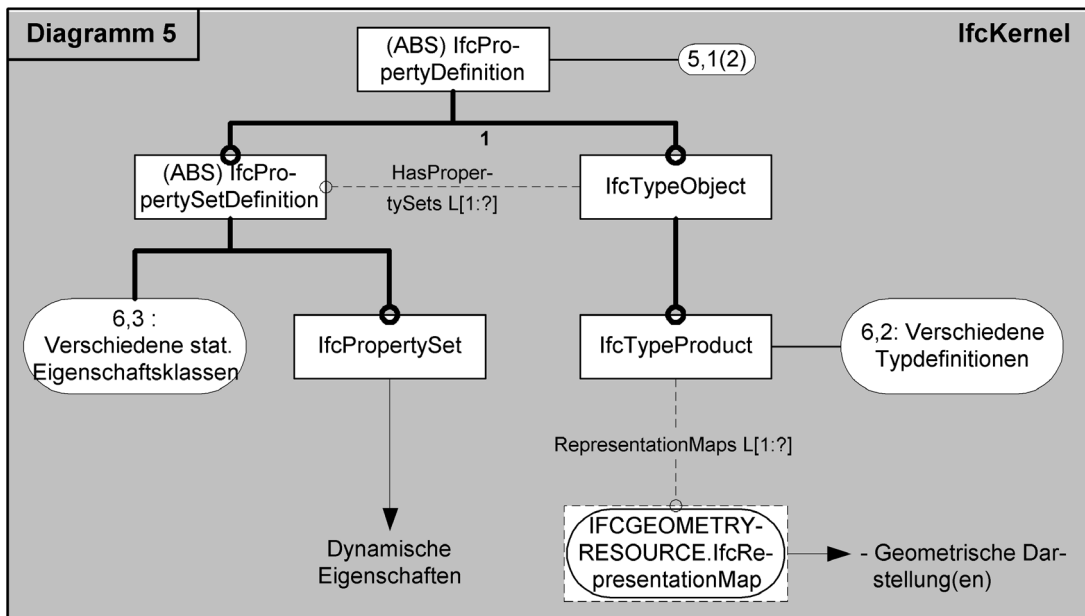 Diagramm 5
IfcKernel
(ABS) IfcPro-
pertyDefinition
5,1(2)
1
(ABS) IfcPro-
pertySetDefinition
HasProper-
tySets L[1:?]
IfcTypeObject
6,3 :
Verschiedene stat.
Eigenschaftsklassen
IfcPropertySet
IfcTypeProduct
6,2: Verschiedene
Typdefinitionen
RepresentationMaps L[1:?]
Dynamische
Eigenschaften
IFCGEOMETRY-
RESOURCE.IfcRe-
presentationMap
- Geometrische Dar-
stellung(en)